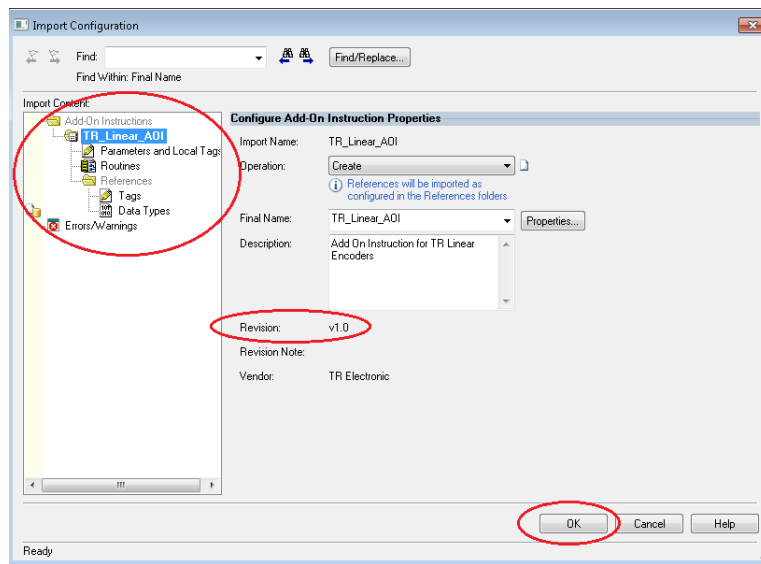 Import Configuration
Find:
Find/Replace...
Find Within: Final Name
Import Content:
Add-On Instructions
TR_Linear_AOI
Parameters and Local Tags
Routines
References
Tags
Data Types
Errors/Warnings
Configure Add-On Instruction Properties
Import Name: TR_Linear_AOI
Operation: Create
References will be imported as
configured in the References folders
Final Name: TR_Linear_AOI Properties...
Description: Add On Instruction for TR Linear
Encoders
Revision: v1.0
Revision Note:
Vendor: TR Electronic
OK Cancel Help
Ready